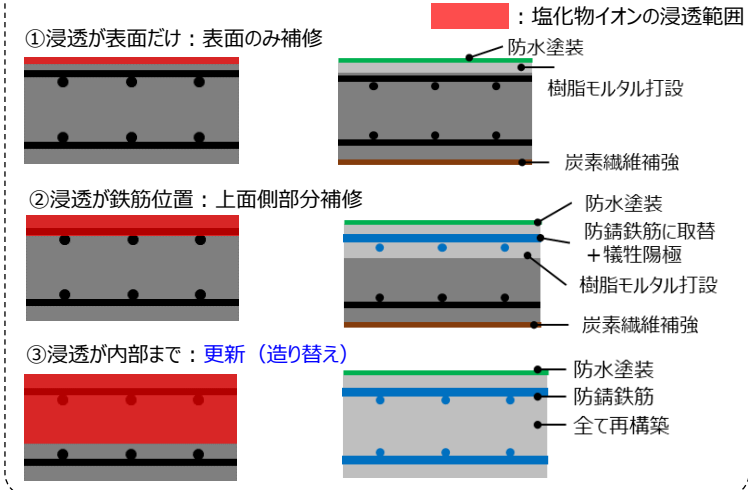 ：塩化物イオンの浸透範囲
①浸透が表面だけ：表面のみ補修
防水塗装
樹脂モルタル打設
炭素繊維補強
②浸透が鉄筋位置：上面側部分補修
防水塗装
防錆鉄筋に取替
＋犠牲陽極
樹脂モルタル打設
炭素繊維補強
③浸透が内部まで：更新（造り替え）
防水塗装
防錆鉄筋
全て再構築